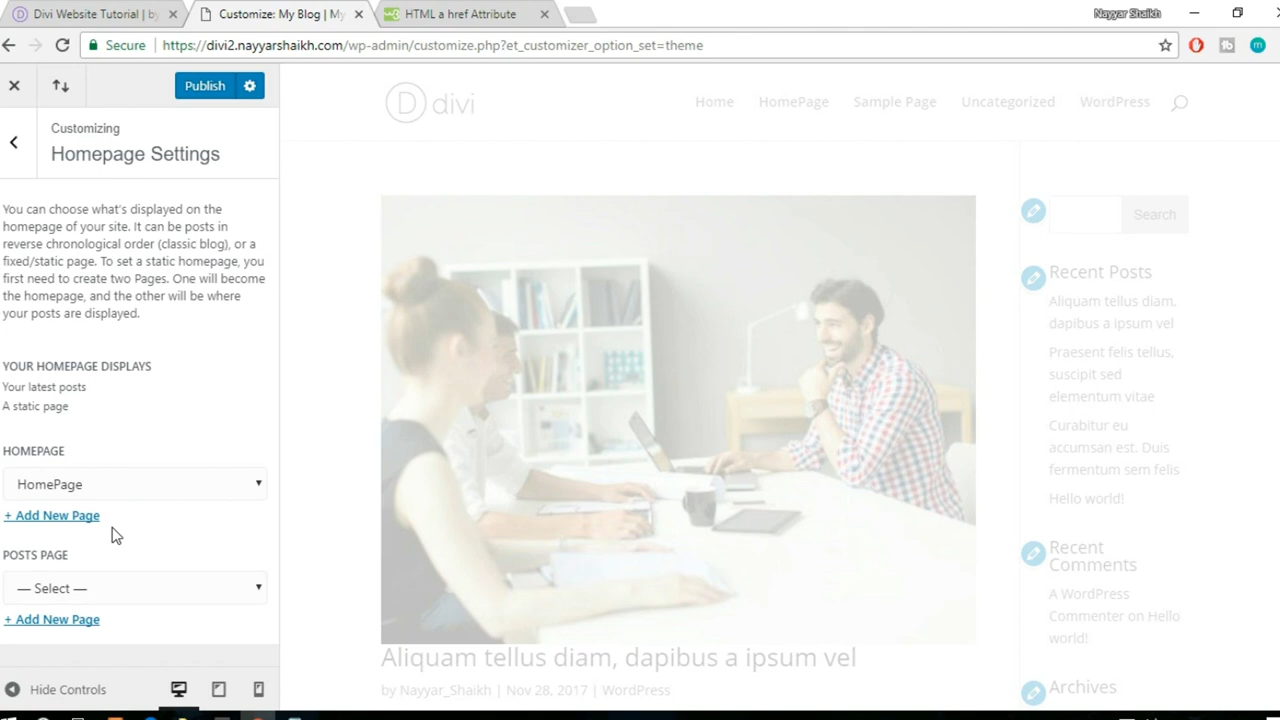 Divi Website Tutorial | by
Customize: My Blog | My
HTML a href Attribute
Nayyar Shaikh
Secure
https://divi2.nayyarshaikh.com/wp-admin/customize.php?et_customizer_option_set=theme
Publish
Customizing
Homepage Settings
You can choose what's displayed on the
homepage of your site. It can be posts in
reverse chronological order (classic blog), or a
fixed/static page. To set a static homepage, you
first need to create two Pages. One will become
the homepage, and the other will be where
your posts are displayed.
YOUR HOMEPAGE DISPLAYS
Your latest posts
A static page
HOMEPAGE
HomePage
+ Add New Page
POSTS PAGE
— Select —
+ Add New Page
Hide Controls
D divi
Home HomePage Sample Page Uncategorized WordPress
Search
Recent Posts
Aliquam tellus diam,
dapibus a ipsum vel
Praesent felis tellus,
suscipit sed
elementum vitae
Curabitur eu
accumsan est. Duis
fermentum sem felis
Hello world!
Recent
Comments
A WordPress
Commenter on Hello
world!
Archives
Aliquam tellus diam, dapibus a ipsum vel
by Nayyar_Shaikh | Nov 28, 2017 | WordPress